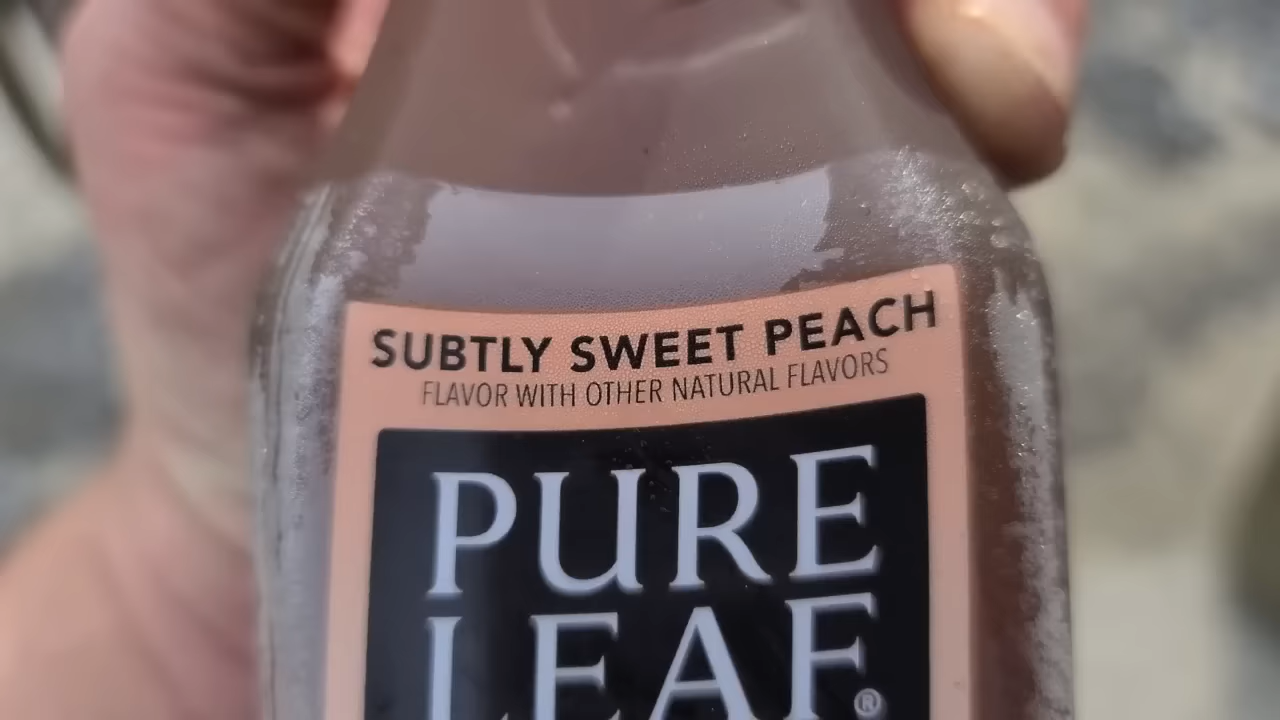 SUBTLY SWEET PEACH
FLAVOR WITH OTHER NATURAL FLAVORS
PURE
LEAF®